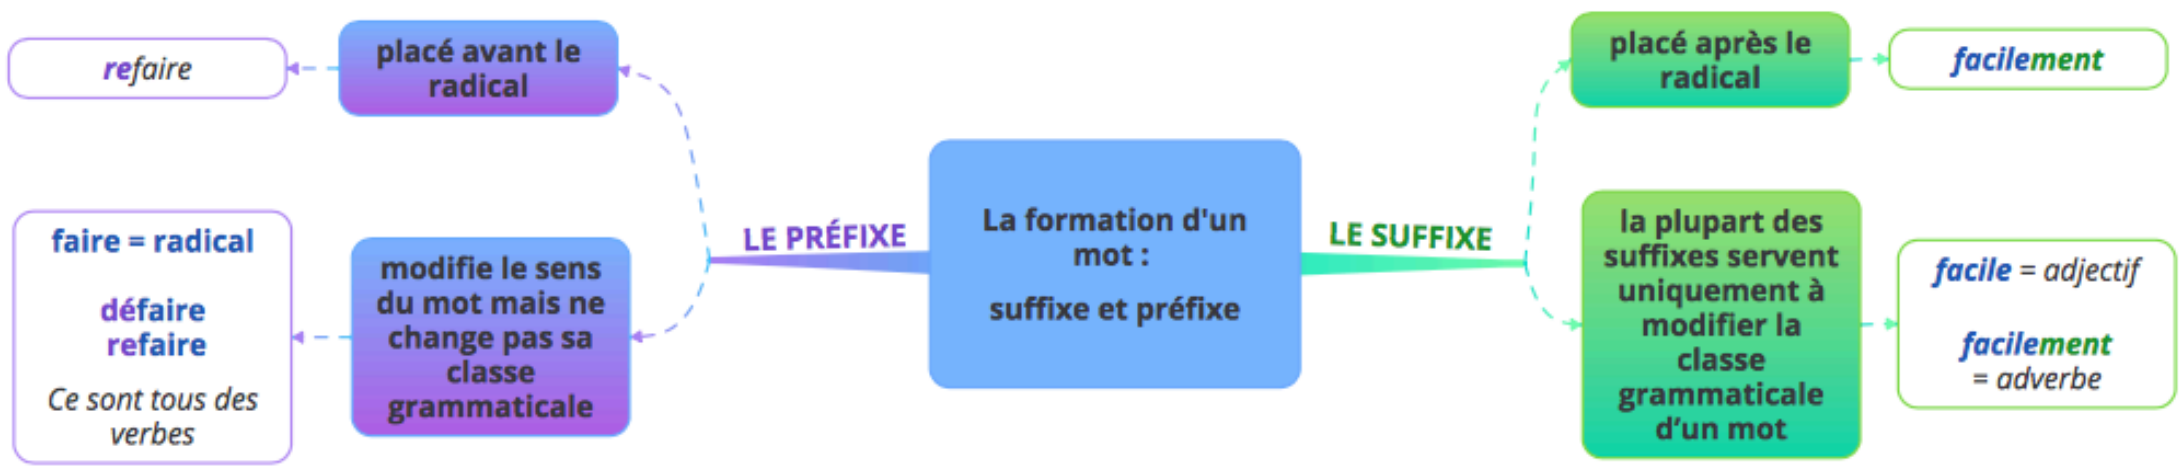 refaire
placé avant le
radical
faire = radical
défaire
refaire
Ce sont tous des
verbes
modifie le sens
du mot mais ne
change pas sa
classe
grammaticale
LE PRÉFIXE
La formation d'un
mot :
suffixe et préfixe
LE SUFFIXE
placé après le
radical
facilement
la plupart des
suffixes servent
uniquement à
modifier la
classe
grammaticale
d’un mot
facile = adjectif
facilement
= adverbe